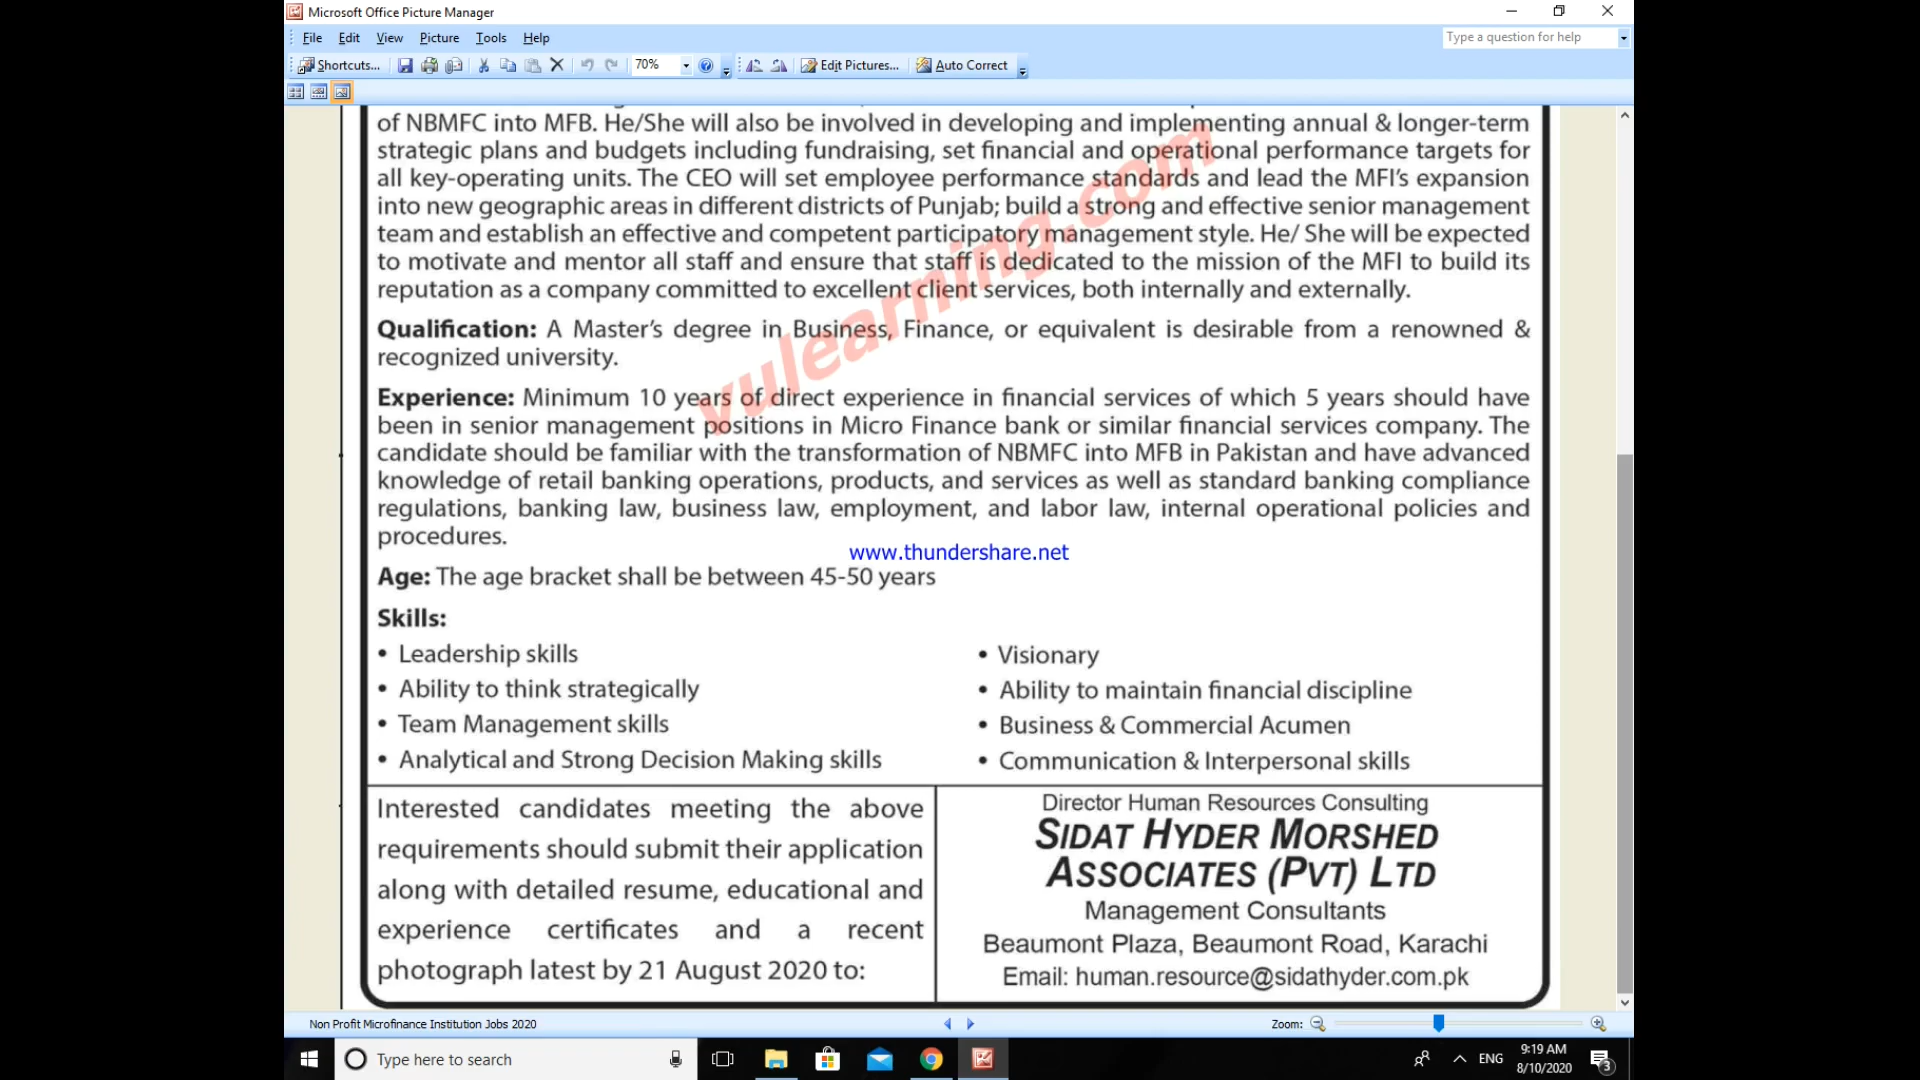 Microsoft Office Picture Manager
File Edit View Picture Tools Help
Type a question for help
Shortcuts... 70% Edit Pictures... Auto Correct
of NBMFC into MFB. He/She will also be involved in developing and implementing annual & longer-term
strategic plans and budgets including fundraising, set financial and operational performance targets for
all key-operating units. The CEO will set employee performance standards and lead the MFI's expansion
into new geographic areas in different districts of Punjab; build a strong and effective senior management
team and establish an effective and competent participatory management style. He/ She will be expected
to motivate and mentor all staff and ensure that staff is dedicated to the mission of the MFI to build its
reputation as a company committed to excellent client services, both internally and externally.
vulearning.com
Qualification: A Master's degree in Business, Finance, or equivalent is desirable from a renowned &
recognized university.
Experience: Minimum 10 years of direct experience in financial services of which 5 years should have
been in senior management positions in Micro Finance bank or similar financial services company. The
candidate should be familiar with the transformation of NBMFC into MFB in Pakistan and have advanced
knowledge of retail banking operations, products, and services as well as standard banking compliance
regulations, banking law, business law, employment, and labor law, internal operational policies and
procedures.
www.thundershare.net
Age: The age bracket shall be between 45-50 years
Skills:
• Leadership skills
• Ability to think strategically
• Team Management skills
• Analytical and Strong Decision Making skills
• Visionary
• Ability to maintain financial discipline
• Business & Commercial Acumen
• Communication & Interpersonal skills
Interested candidates meeting the above
requirements should submit their application
along with detailed resume, educational and
experience certificates and a recent
photograph latest by 21 August 2020 to:
Director Human Resources Consulting
SIDAT HYDER MORSHED
ASSOCIATES (PVT) LTD
Management Consultants
Beaumont Plaza, Beaumont Road, Karachi
Email: human.resource@sidathyder.com.pk
Non Profit Microfinance Institution Jobs 2020
Zoom:
Type here to search
ENG
9:19 AM
8/10/2020
3